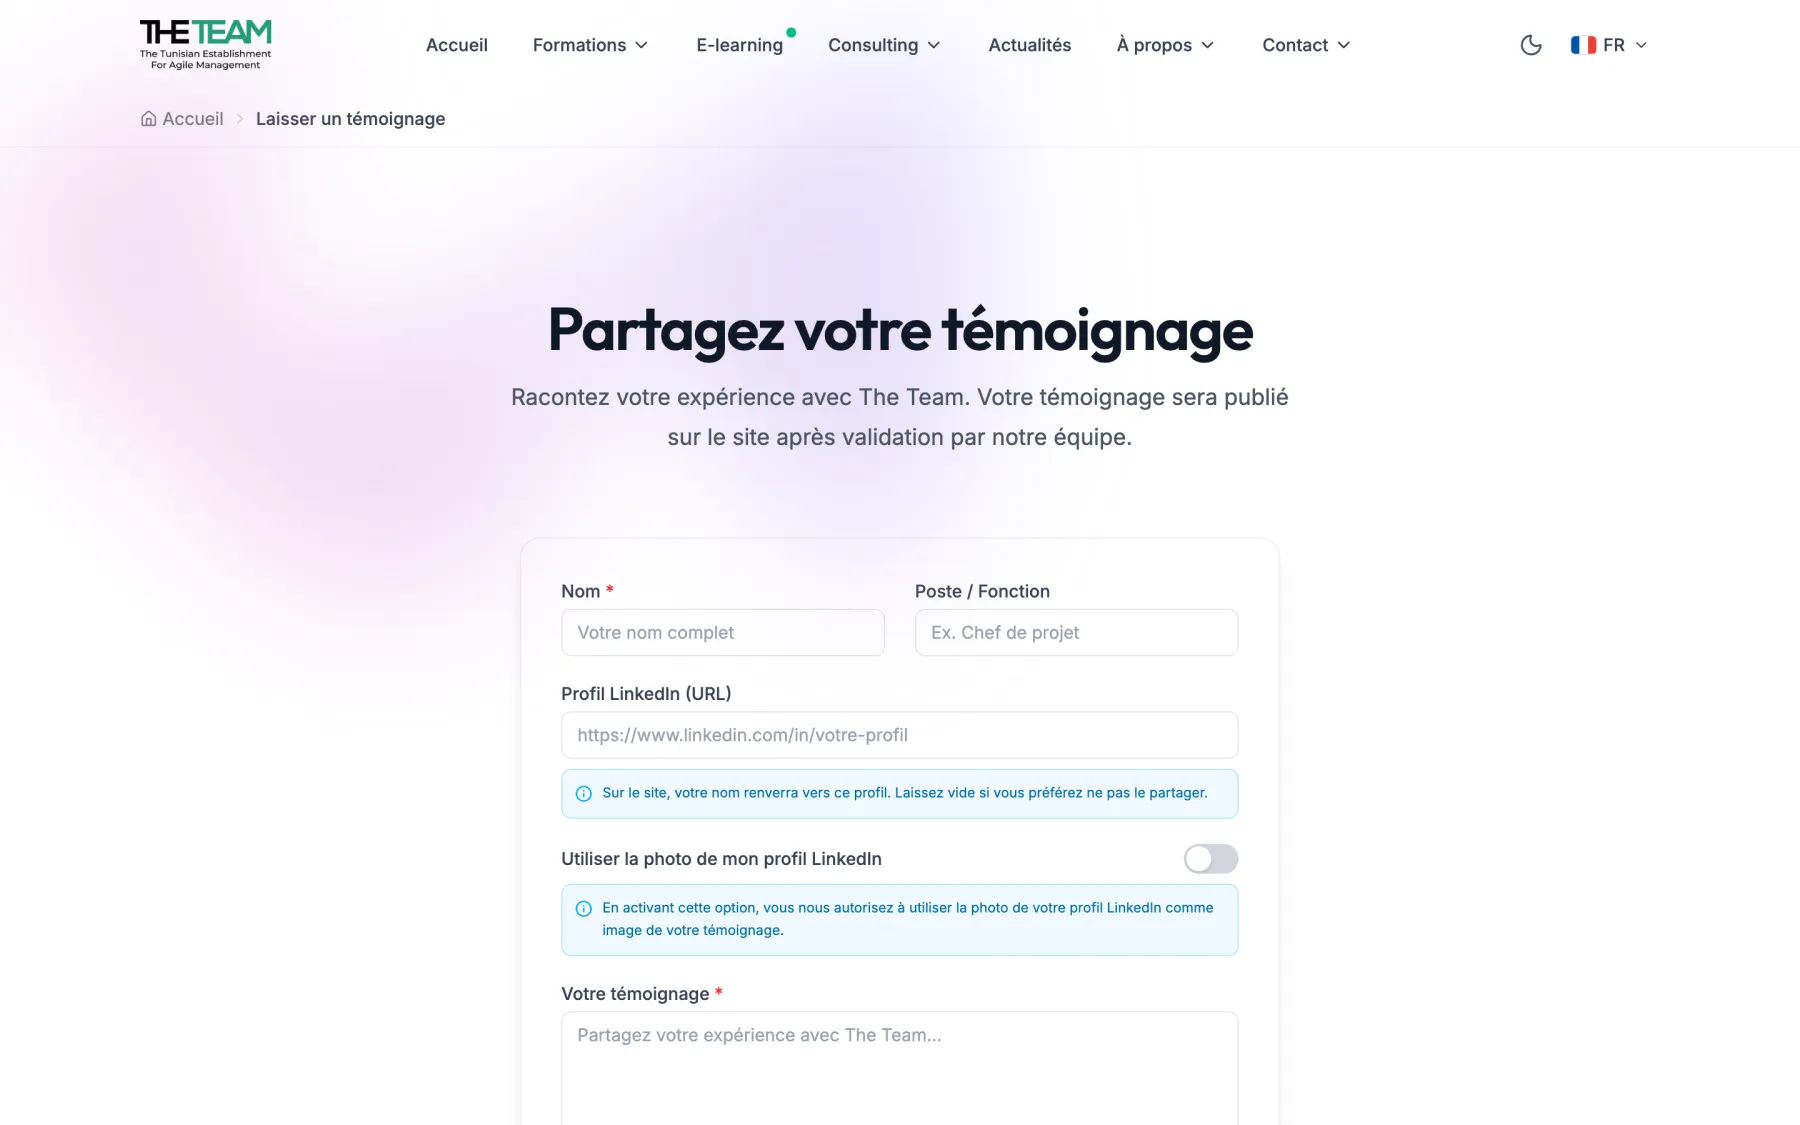 THE TEAM
The Tunisian Establishment
For Agile Management
Accueil
Formations
E-learning
Consulting
Actualités
À propos
Contact
FR
Accueil
Laisser un témoignage
Partagez votre témoignage
Racontez votre expérience avec The Team. Votre témoignage sera publié
sur le site après validation par notre équipe.
Nom *
Poste / Fonction
Votre nom complet
Ex. Chef de projet
Profil LinkedIn (URL)
https://www.linkedin.com/in/votre-profil
Sur le site, votre nom renverra vers ce profil. Laissez vide si vous préférez ne pas le partager.
Utiliser la photo de mon profil LinkedIn
En activant cette option, vous nous autorisez à utiliser la photo de votre profil LinkedIn comme
image de votre témoignage.
Votre témoignage *
Partagez votre expérience avec The Team...